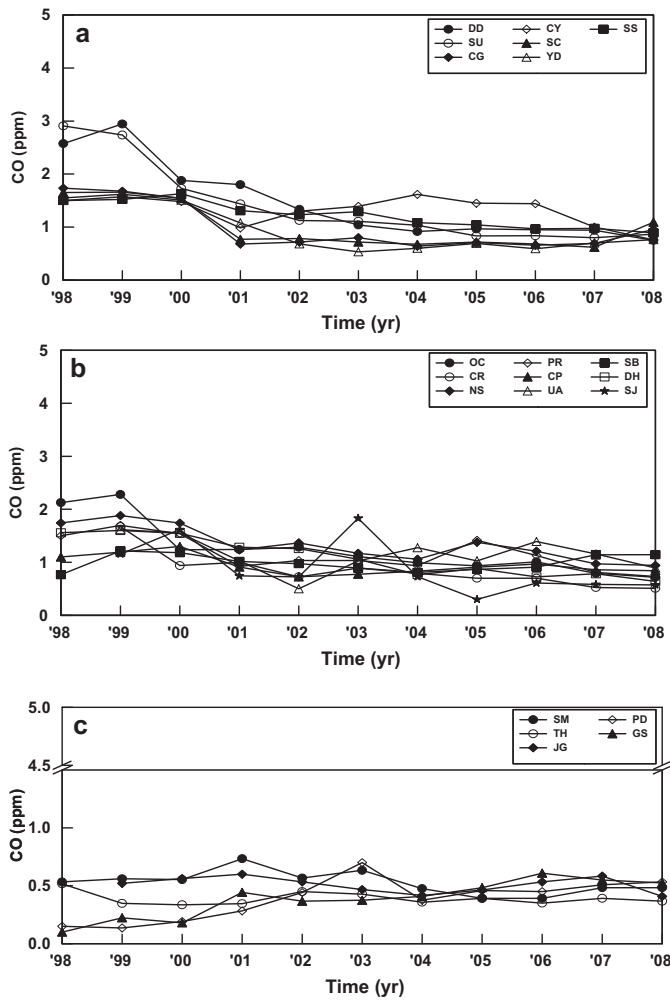 a
DD CY SS
SU SC
CG YD
5
4
3
2
1
0
CO (ppm)
'98 '99 '00 '01 '02 '03 '04 '05 '06 '07 '08
Time (yr)
b
OC PR SB
CR CP DH
NS UA SJ
5
4
3
2
1
0
CO (ppm)
'98 '99 '00 '01 '02 '03 '04 '05 '06 '07 '08
Time (yr)
c
SM PD
TH GS
JG
5.0
4.5
1.0
0.5
0.0
CO (ppm)
'98 '99 '00 '01 '02 '03 '04 '05 '06 '07 '08
Time (yr)